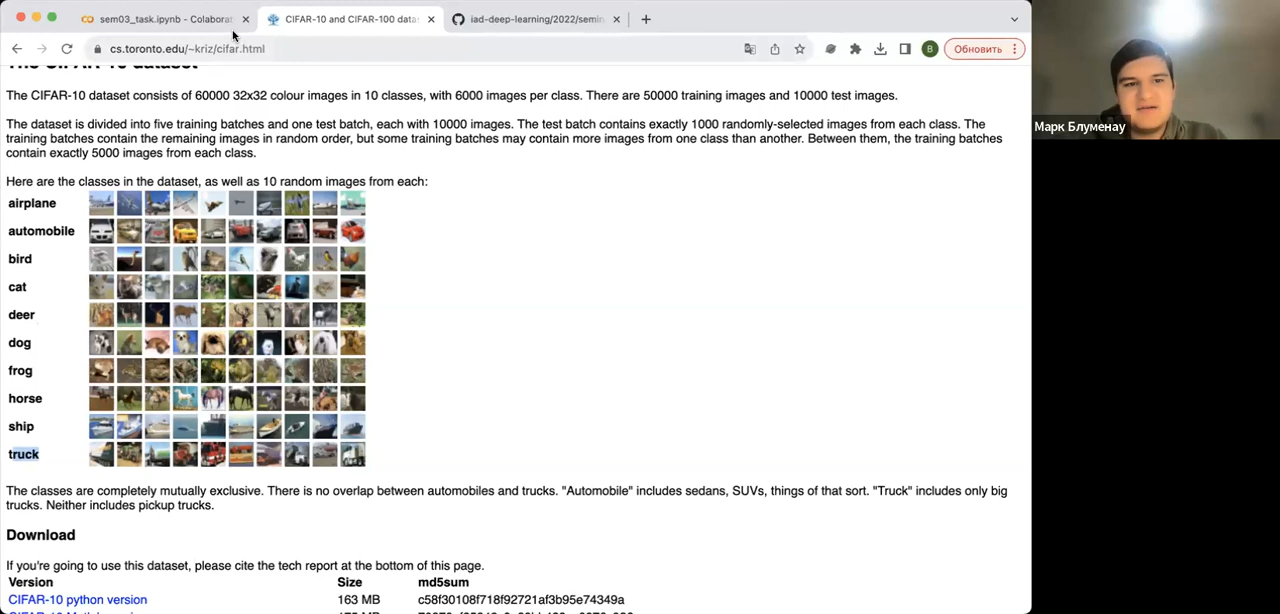 sem03_task.ipynb - Colaborat
CIFAR-10 and CIFAR-100 data
iad-deep-learning/2022/semin
cs.toronto.edu/~kriz/cifar.html
B
Обновить
The CIFAR-10 dataset
The CIFAR-10 dataset consists of 60000 32x32 colour images in 10 classes, with 6000 images per class. There are 50000 training images and 10000 test images.
The dataset is divided into five training batches and one test batch, each with 10000 images. The test batch contains exactly 1000 randomly-selected images from each class. The
training batches contain the remaining images in random order, but some training batches may contain more images from one class than another. Between them, the training batches
contain exactly 5000 images from each class.
Here are the classes in the dataset, as well as 10 random images from each:
airplane
automobile
bird
cat
deer
dog
frog
horse
ship
truck
The classes are completely mutually exclusive. There is no overlap between automobiles and trucks. "Automobile" includes sedans, SUVs, things of that sort. "Truck" includes only big
trucks. Neither includes pickup trucks.
Download
If you're going to use this dataset, please cite the tech report at the bottom of this page.
Version Size md5sum
CIFAR-10 python version 163 MB c58f30108f718f92721af3b95e74349a
Марк Блуменау